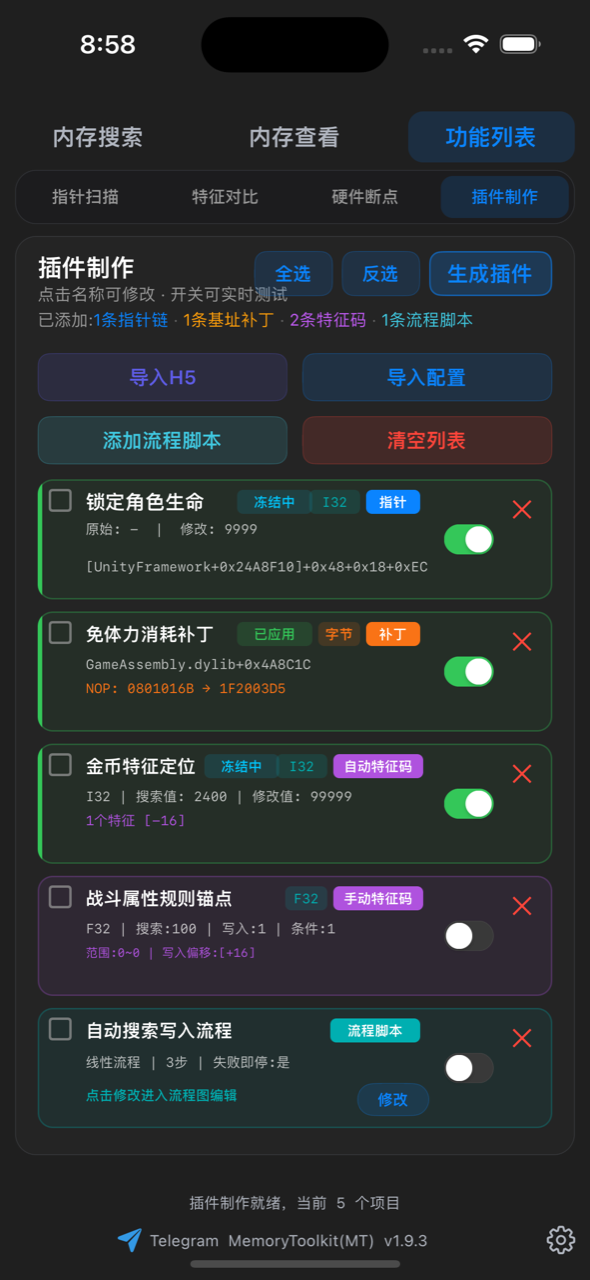 8:58
内存搜索 内存查看 功能列表
指针扫描 特征对比 硬件断点 插件制作
插件制作 全选 反选 生成插件
点击名称可修改 · 开关可实时测试
已添加:1条指针链 · 1条基址补丁 · 2条特征码 · 1条流程脚本
导入H5 导入配置
添加流程脚本 清空列表
锁定角色生命 冻结中 I32 指针
原始: – | 修改: 9999
[UnityFramework+0x24A8F10]+0x48+0x18+0xEC
免体力消耗补丁 已应用 字节 补丁
GameAssembly.dylib+0x4A8C1C
NOP: 0801016B → 1F2003D5
金币特征定位 冻结中 I32 自动特征码
I32 | 搜索值: 2400 | 修改值: 99999
1个特征 [-16]
战斗属性规则锚点 F32 手动特征码
F32 | 搜索:100 | 写入:1 | 条件:1
范围:0~0 | 写入偏移:[+16]
自动搜索写入流程 流程脚本
线性流程 | 3步 | 失败即停:是
点击修改进入流程图编辑 修改
插件制作就绪，当前 5 个项目
Telegram MemoryToolkit(MT) v1.9.3